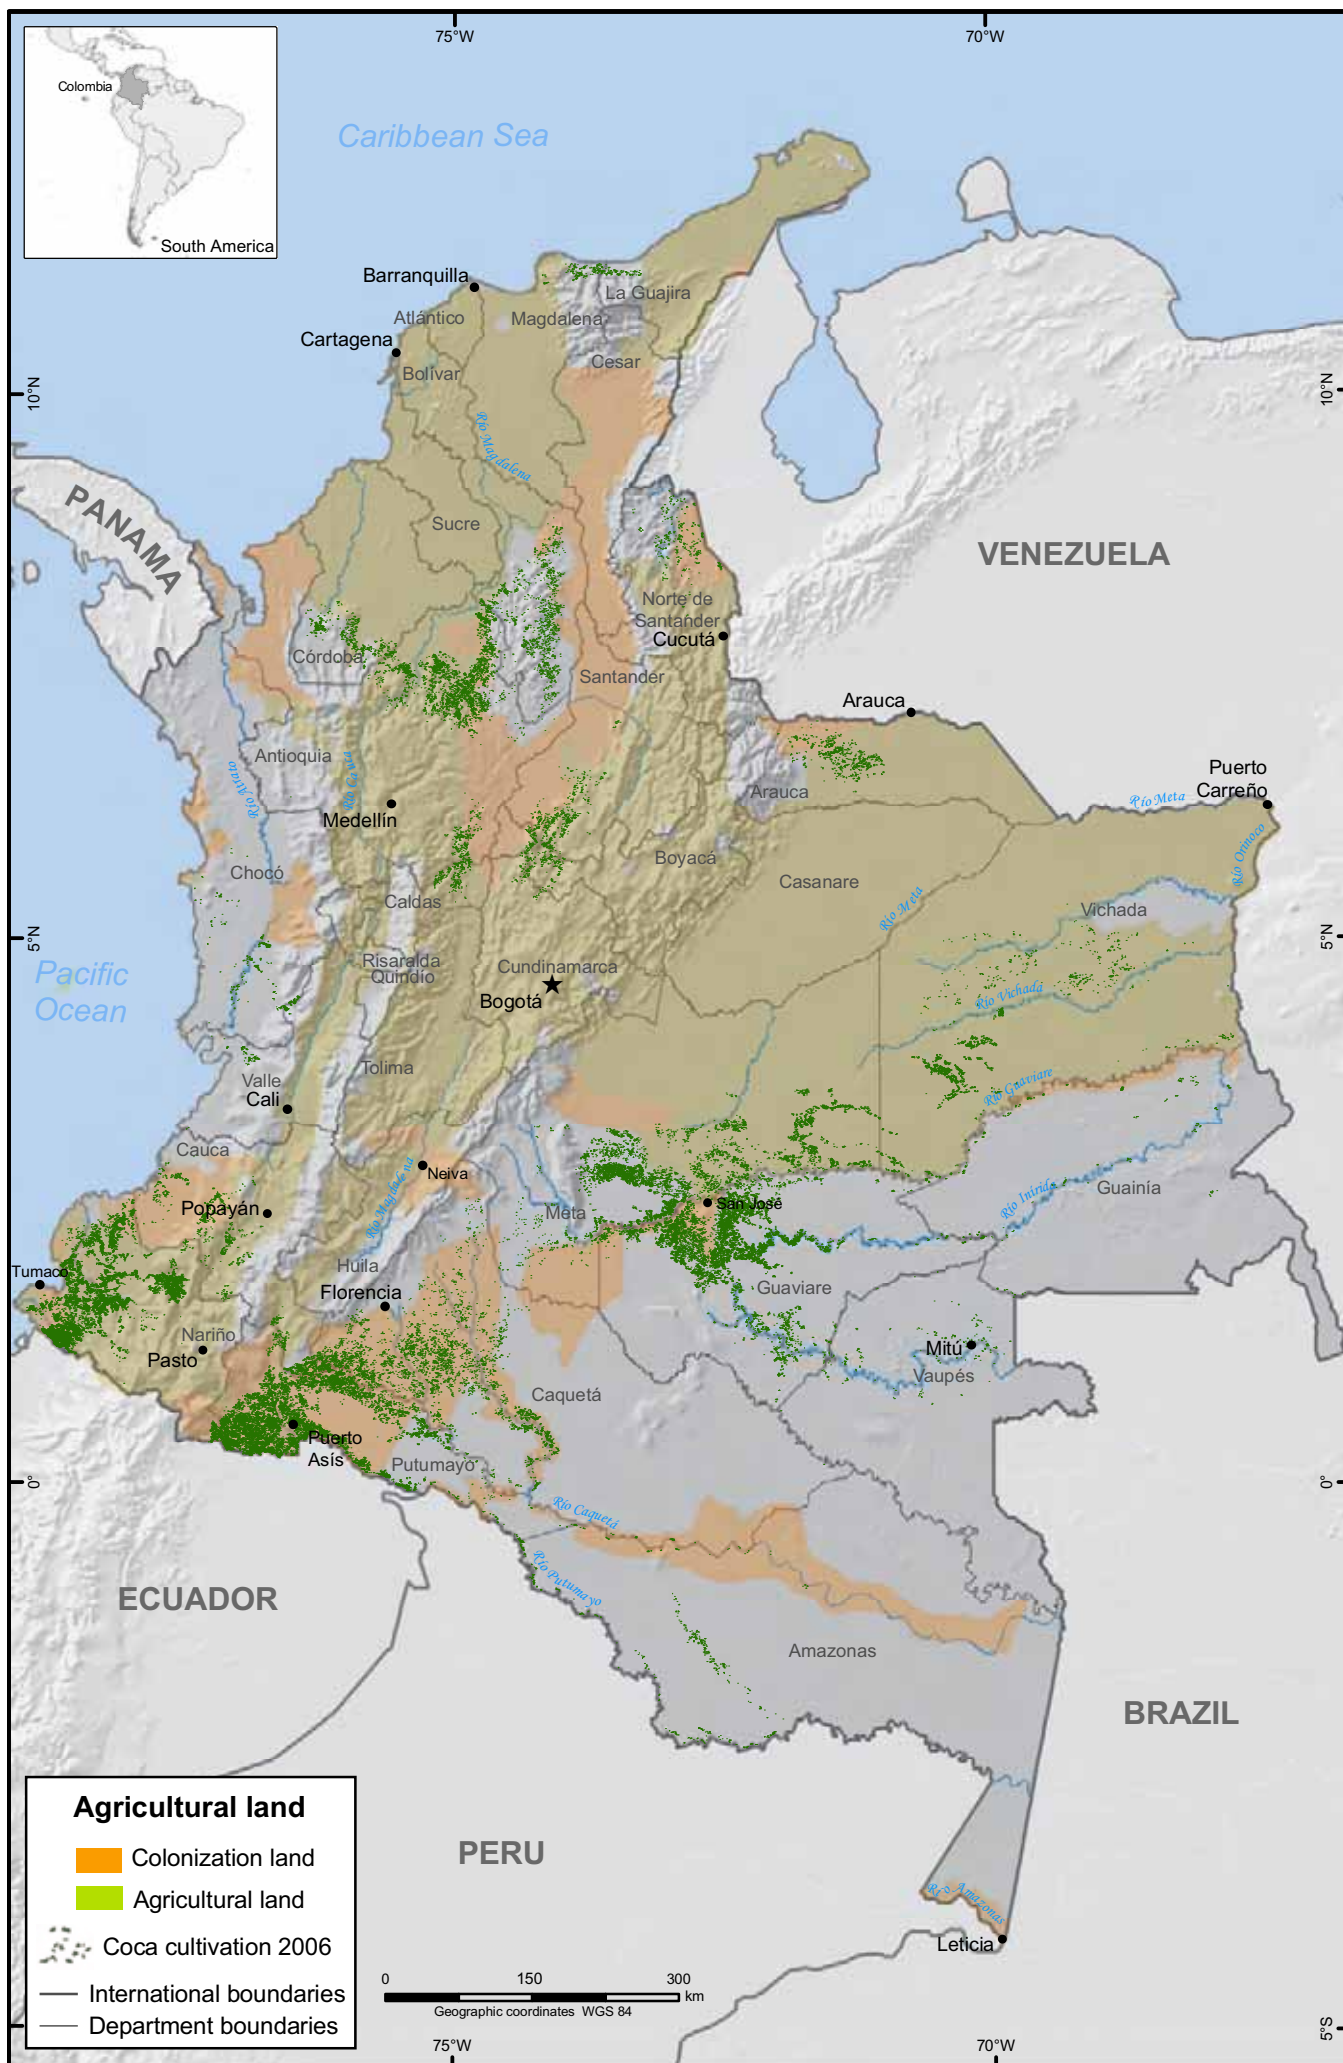 75°W
70°W
Colombia
South America
Caribbean Sea
Barranquilla
La Guajira
Atlántico
Magdalena
Cartagena
Cesar
Bolívar
10°N
10°N
Río Magdalena
PANAMA
Sucre
VENEZUELA
Norte de
Santander
Cucutá
Córdoba
Santander
Arauca
Antioquia
Río Cauca
Río Atrato
Puerto
Carreño
Río Meta
Arauca
Medellín
Río Orinoco
Boyacá
Chocó
Casanare
Caldas
Río Meta
Vichada
5°N
5°N
Risaralda
Quindío
Cundinamarca
Pacific
Ocean
Bogotá
Río Vichada
Tolima
Valle
Cali
Río Guaviare
Cauca
Neiva
Río Magdalena
Guainía
Río Inirida
Popayán
Meta
San José
Huila
Tumaco
Florencia
Guaviare
Nariño
Pasto
Mitú
Vaupés
Caquetá
Puerto
Asís
Putumayo
0°
0°
Río Caquetá
Río Putumayo
ECUADOR
Amazonas
BRAZIL
Agricultural land
Colonization land
Agricultural land
Coca cultivation 2006
International boundaries
Department boundaries
PERU
Río Amazonas
Leticia
0 150 300
km
Geographic coordinates WGS 84
5°S
75°W
70°W